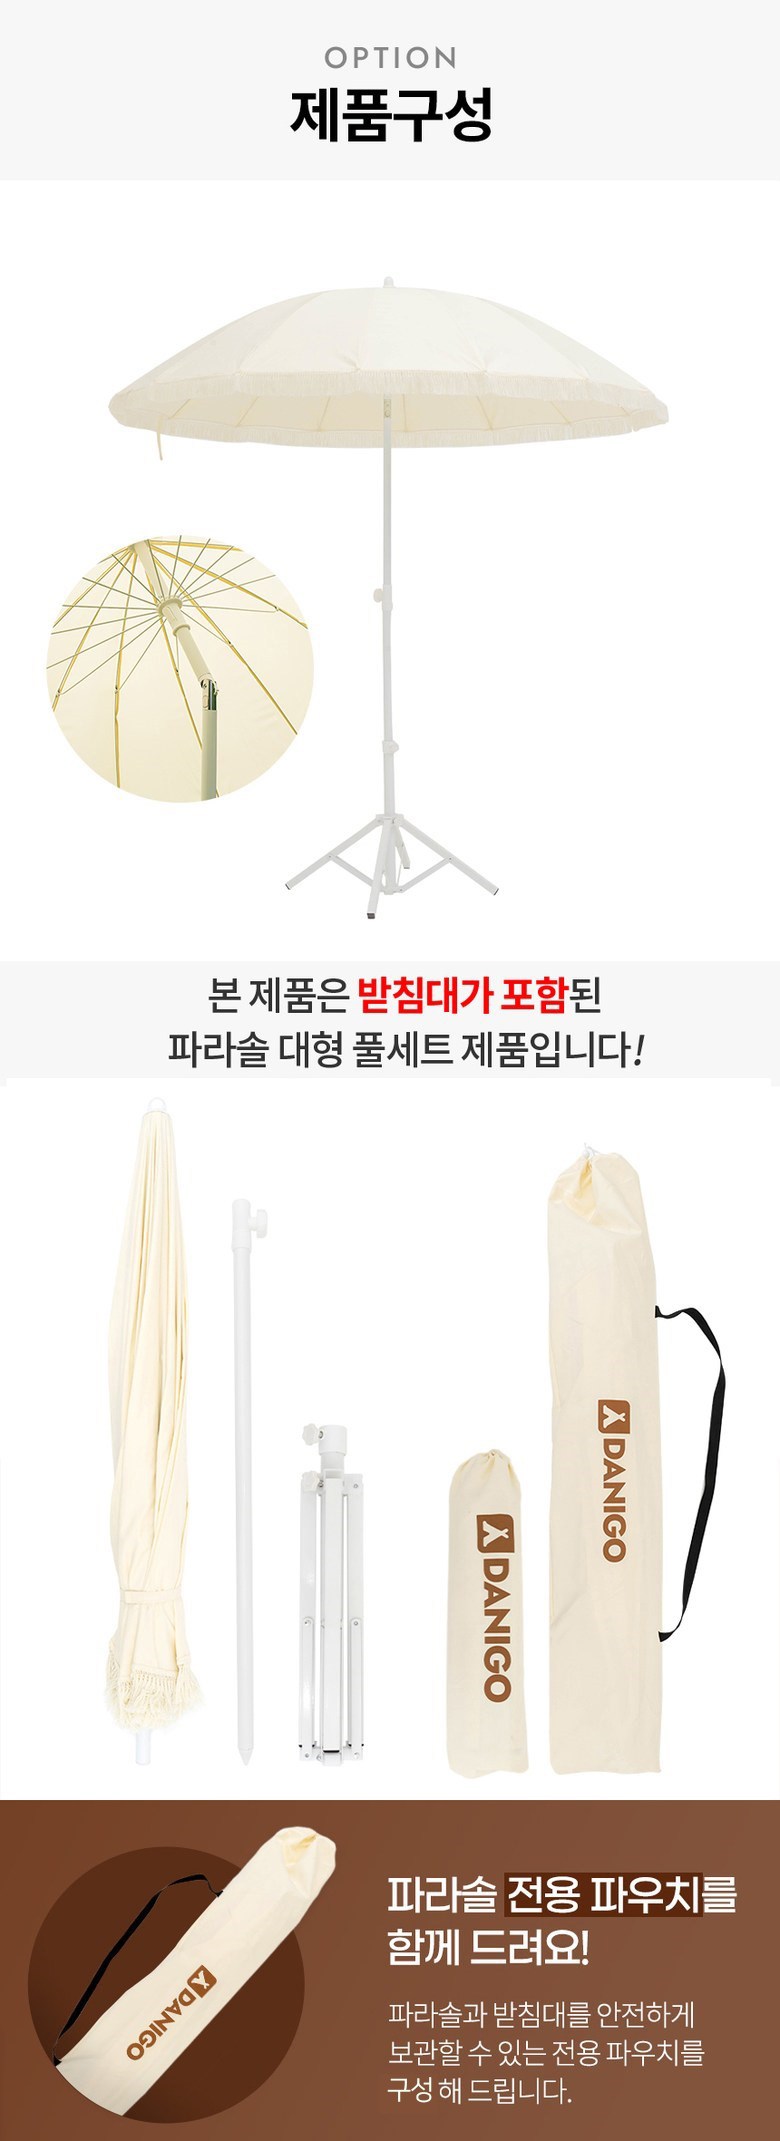 OPTION
제품구성
본 제품은 받침대가 포함된
파라솔 대형 풀세트 제품입니다!
DANIGO
DANIGO
DANIGO
파라솔 전용 파우치를
함께 드려요!
파라솔과 받침대를 안전하게
보관할 수 있는 전용 파우치를
구성 해 드립니다.